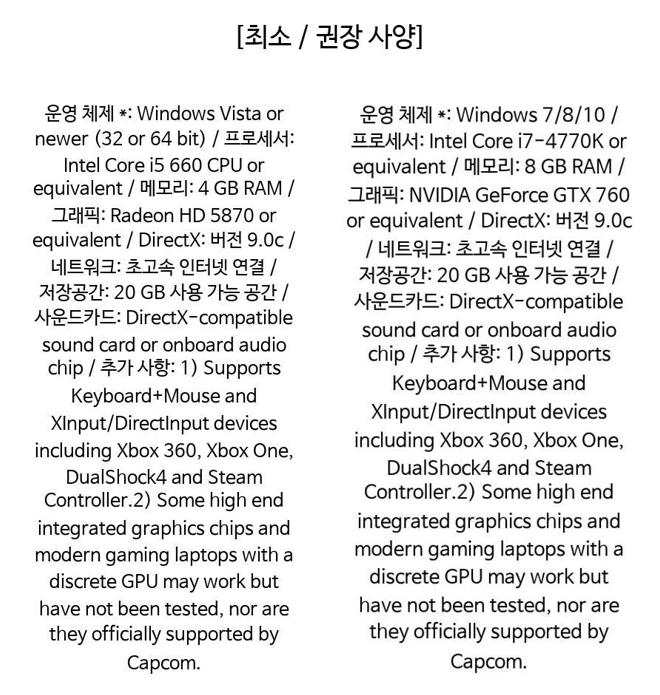 [최소 / 권장 사양]
운영 체제 *: Windows Vista or
newer (32 or 64 bit) / 프로세서:
Intel Core i5 660 CPU or
equivalent / 메모리: 4 GB RAM /
그래픽: Radeon HD 5870 or
equivalent / DirectX: 버전 9.0c /
네트워크: 초고속 인터넷 연결 /
저장공간: 20 GB 사용 가능 공간 /
사운드카드: DirectX-compatible
sound card or onboard audio
chip / 추가 사항: 1) Supports
Keyboard+Mouse and
XInput/DirectInput devices
including Xbox 360, Xbox One,
DualShock4 and Steam
Controller.2) Some high end
integrated graphics chips and
modern gaming laptops with a
discrete GPU may work but
have not been tested, nor are
they officially supported by
Capcom.
운영 체제 *: Windows 7/8/10 /
프로세서: Intel Core i7-4770K or
equivalent / 메모리: 8 GB RAM /
그래픽: NVIDIA GeForce GTX 760
or equivalent / DirectX: 버전 9.0c
/ 네트워크: 초고속 인터넷 연결 /
저장공간: 20 GB 사용 가능 공간 /
사운드카드: DirectX-compatible
sound card or onboard audio
chip / 추가 사항: 1) Supports
Keyboard+Mouse and
XInput/DirectInput devices
including Xbox 360, Xbox One,
DualShock4 and Steam
Controller.2) Some high end
integrated graphics chips and
modern gaming laptops with a
discrete GPU may work but
have not been tested, nor are
they officially supported by
Capcom.